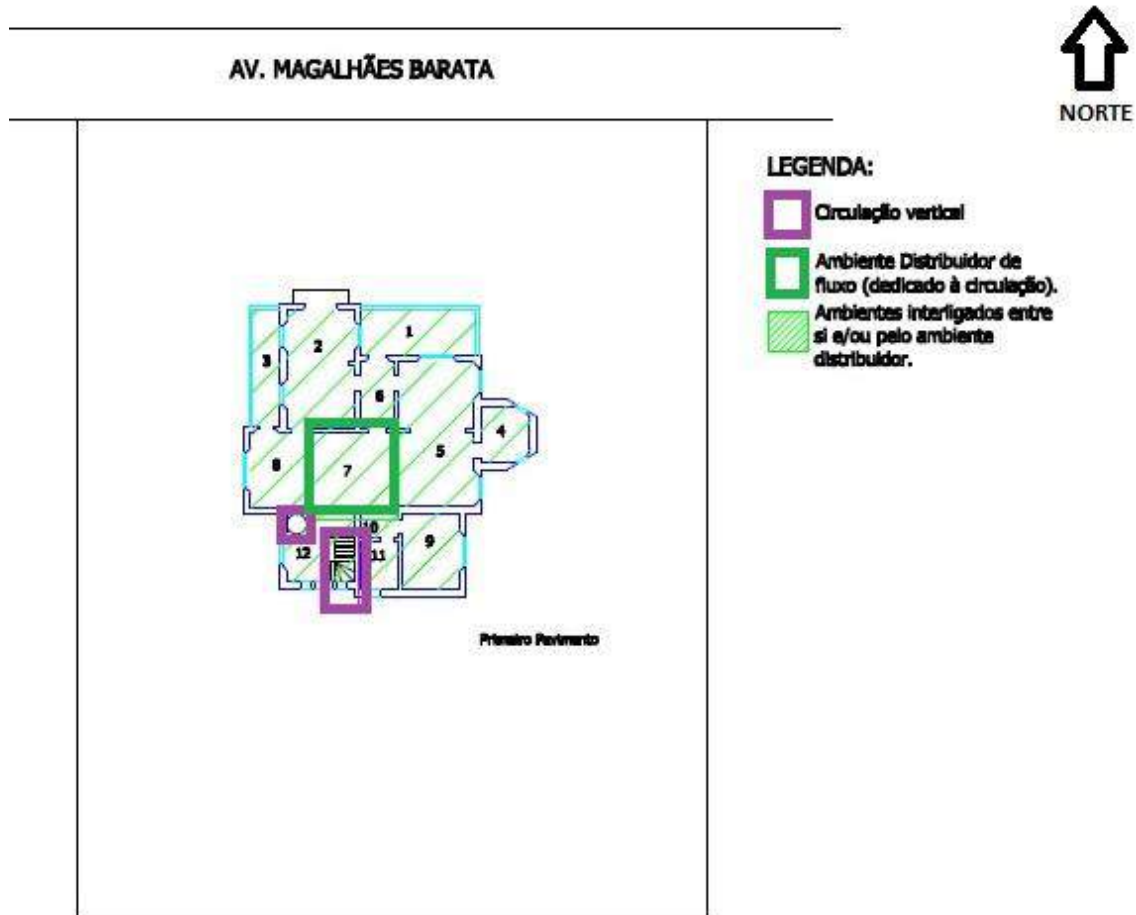 AV. MAGALHÃES BARATA
NORTE
LEGENDA:
Circulação vertical
Ambiente Distribuidor de
fluxo (dedicado à circulação).
Ambientes interligados entre
si e/ou pelo ambiente
distribuidor.
1
2
3
6
4
5
8
7
10
9
12
11
Primeiro Pavimento